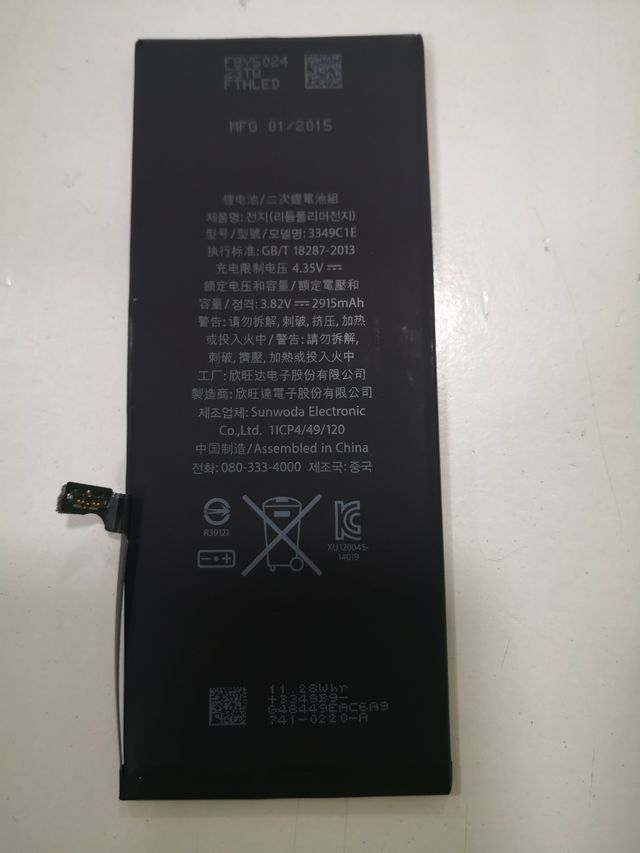 F8Y5024
23TQ
FTHLED
MFG 01/2015
锂电池/二次鋰電池組
제품명: 전지(리튬폴리머전지)
型号/型號/모델명: 3349C1E
执行标准: GB/T 18287-2013
充电限制电压 4.35V ⎓
额定电压和容量/額定電壓和
容量/정격: 3.82V ⎓ 2915mAh
警告: 请勿拆解, 刺破, 挤压, 加热
或投入火中/警告: 請勿拆解,
刺破, 擠壓, 加熱或投入火中
工厂: 欣旺达电子股份有限公司
製造商: 欣旺達電子股份有限公司
제조업체: Sunwoda Electronic
Co.,Ltd. 1ICP4/49/120
中国制造/Assembled in China
전화: 080-333-4000 제조국: 중국
R39121
XU120045-
14019
11.28Whr
+3349B9-
G48449EAC6A9
741-0220-A